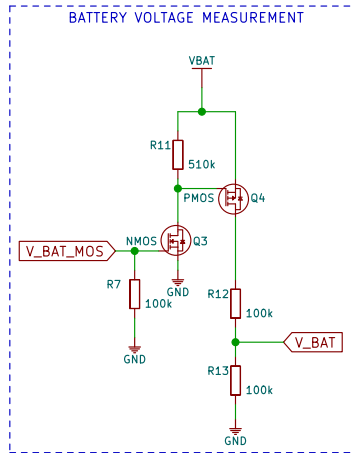 BATTERY VOLTAGE MEASUREMENT
VBAT
R11
510k
PMOS
Q4
NMOS
Q3
V_BAT_MOS
R7
100k
GND
GND
R12
100k
V_BAT
R13
100k
GND